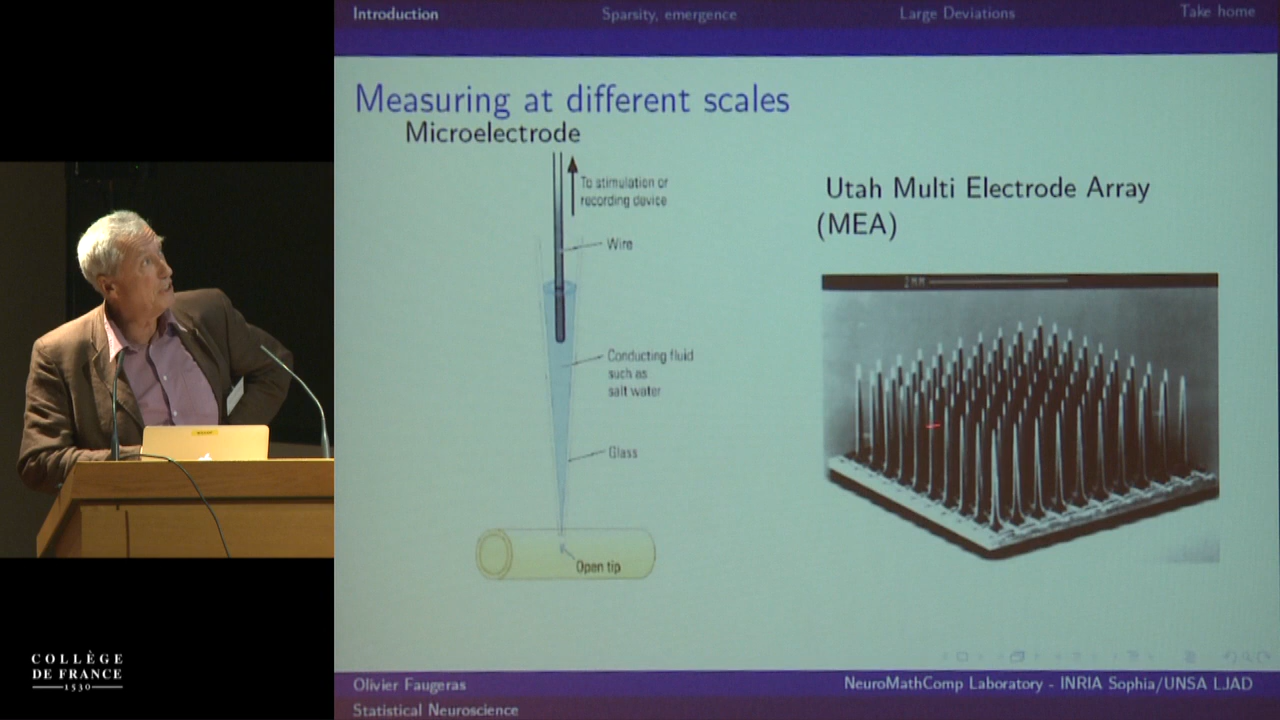 Introduction
Sparsity, emergence
Large Deviations
Take home
Measuring at different scales
Microelectrode
To stimulation or
recording device
Wire
Conducting fluid
such as
salt water
Glass
Open tip
Utah Multi Electrode Array
(MEA)
2MM
COLLÈGE
DE FRANCE
1530
Olivier Faugeras
NeuroMathComp Laboratory - INRIA Sophia/UNSA LJAD
Statistical Neuroscience